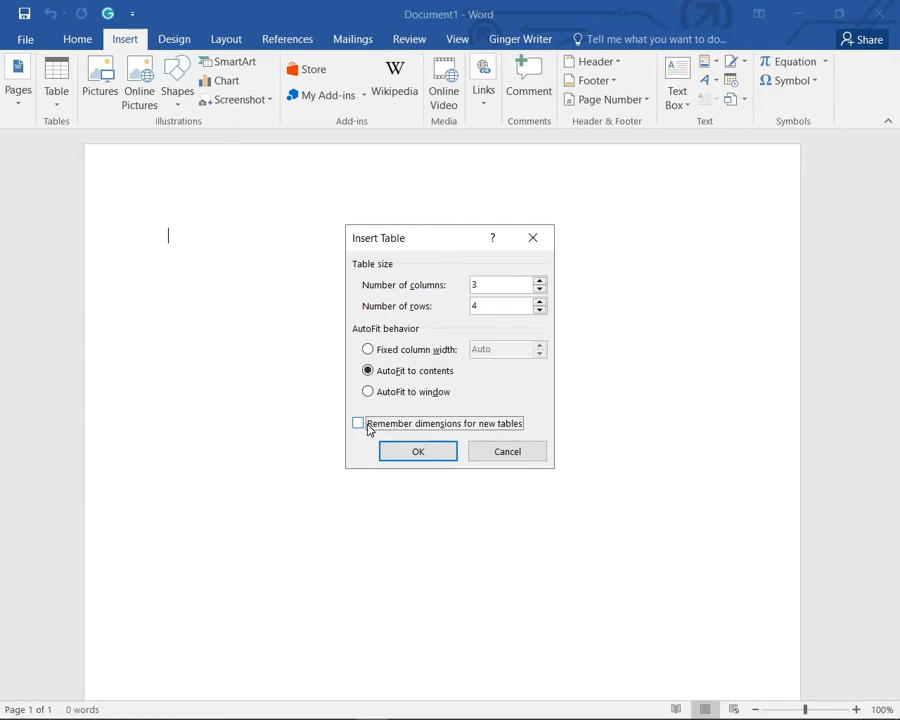 Document1 - Word
File Home Insert Design Layout References Mailings Review View Ginger Writer Tell me what you want to do... Share
Pages
Table
Pictures
Online Pictures
Shapes
SmartArt
Chart
Screenshot
Store
My Add-ins
W
Wikipedia
Online Video
Links
Comment
Header
Footer
Page Number
Text Box
π Equation
Ω Symbol
Tables Illustrations Add-ins Media Comments Header & Footer Text Symbols
Insert Table ?
Table size
Number of columns: 3
Number of rows: 4
AutoFit behavior
Fixed column width: Auto
AutoFit to contents
AutoFit to window
Remember dimensions for new tables
OK Cancel
Page 1 of 1 0 words 100%